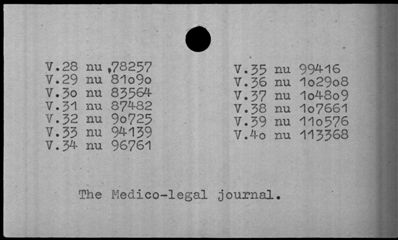 V.28 nu 78257
V.29 nu 81090
V.30 nu 83564
V.31 nu 87482
V.32 nu 90725
V.33 nu 94139
V.34 nu 96761
V.35 nu 99416
V.36 nu 102908
V.37 nu 104809
V.38 nu 107661
V.39 nu 110576
V.40 nu 113368
The Medico-legal journal.